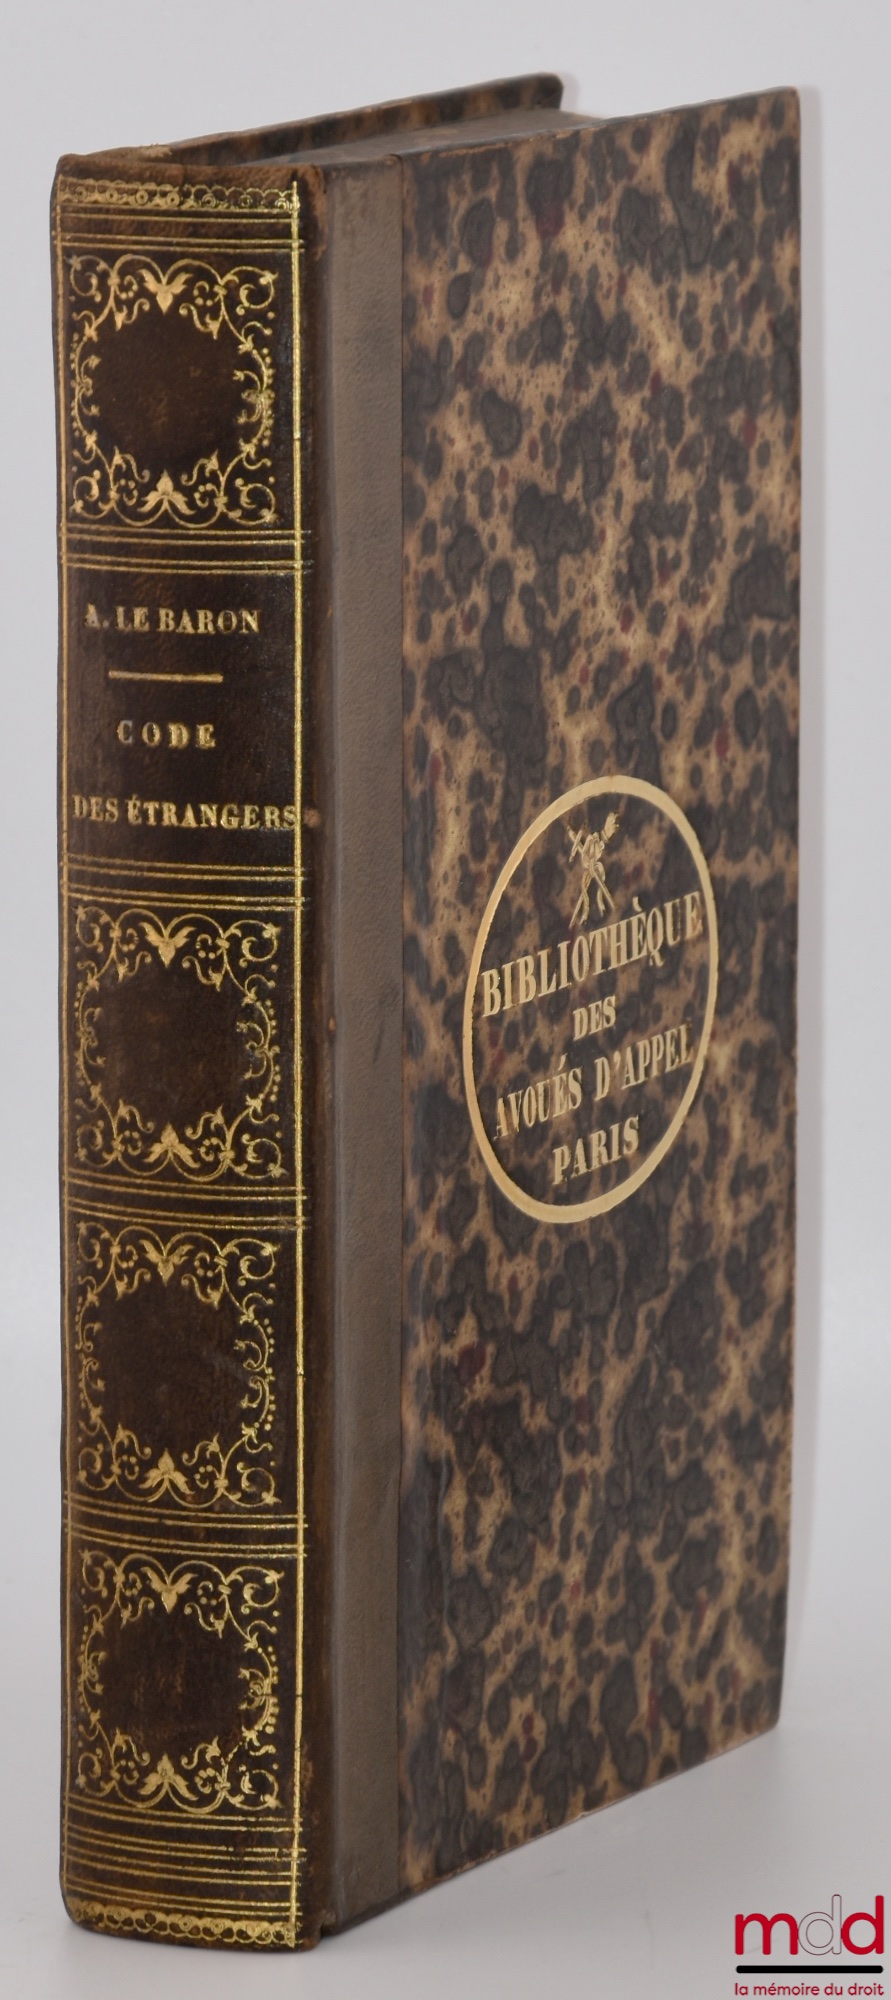 A. LE BARON
CODE
DES ÉTRANGERS
BIBLIOTHÈQUE
DES
AVOUÉS D'APPEL
PARIS
mdd
la mémoire du droit